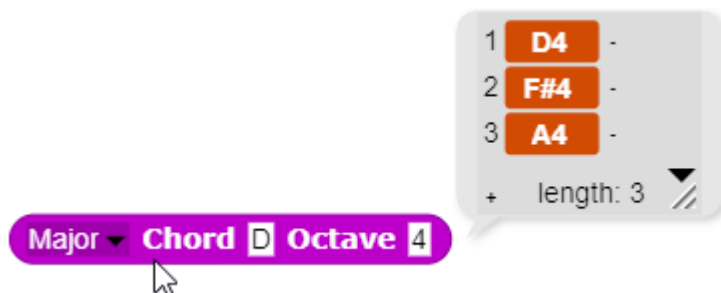 1 D4 -
2 F#4 -
3 A4 -
+ length: 3
Major Chord D Octave 4